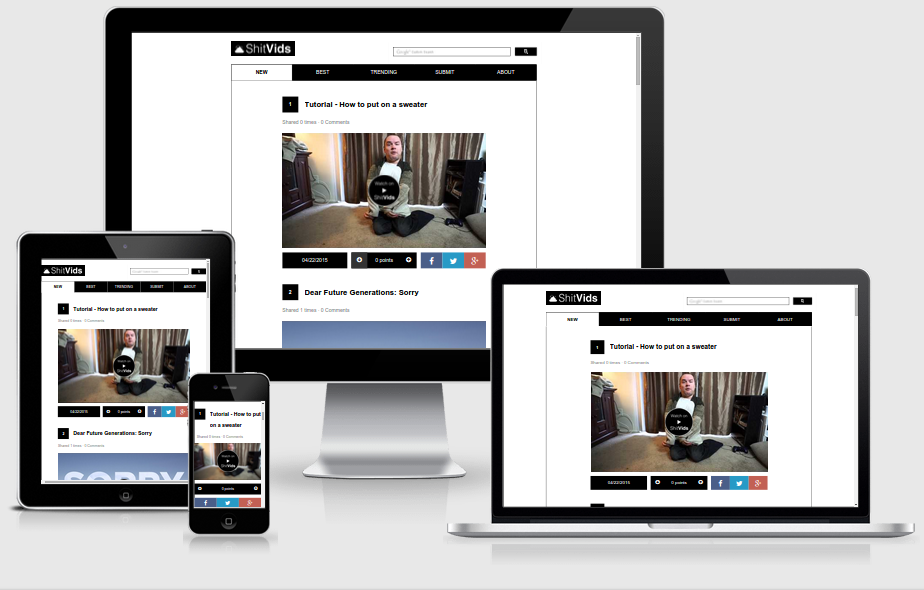 ShitVids
Google Custom Search
NEW BEST TRENDING SUBMIT ABOUT
1 Tutorial - How to put on a sweater
Shared 0 times · 0 Comments
Watch on
ShitVids
04/22/2015 0 points f g+
2 Dear Future Generations: Sorry
Shared 1 times · 0 Comments
ShitVids
NEW BEST TRENDING SUBMIT ABOUT
1 Tutorial - How to put on a sweater
Shared 0 times · 0 Comments
Watch on
ShitVids
04/22/2015 0 points f g+
2 Dear Future Generations: Sorry
Shared 1 times · 0 Comments
SORRY
1 Tutorial - How to put
on a sweater
Shared 0 times · 0 Comments
Watch on
ShitVids
0 points
f g+
ShitVids
NEW BEST TRENDING SUBMIT ABOUT
1 Tutorial - How to put on a sweater
Shared 0 times · 0 Comments
Watch on
ShitVids
04/22/2015 0 points f g+